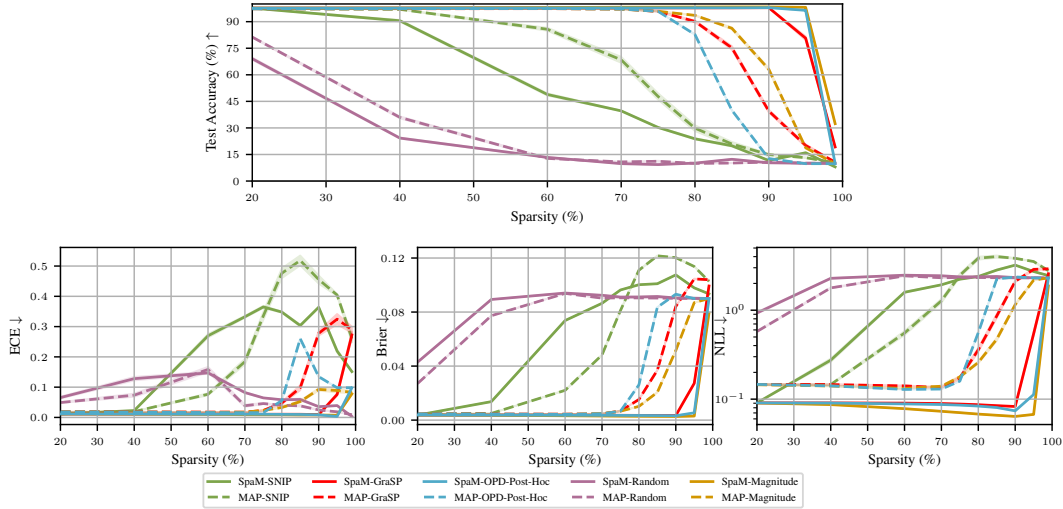 90
75
60
45
30
15
0
Test Accuracy (%) ↑
20 30 40 50 60 70 80 90 100
Sparsity (%)
0.5
0.4
0.3
0.2
0.1
0.0
ECE ↓
20 30 40 50 60 70 80 90 100
Sparsity (%)
0.12
0.09
0.06
0.03
0.00
Brier ↓
20 30 40 50 60 70 80 90 100
Sparsity (%)
10⁰
10⁻¹
NLL ↓
20 30 40 50 60 70 80 90 100
Sparsity (%)
SpaM-SNIP SpaM-GraSP SpaM-OPD-Post-Hoc SpaM-Random SpaM-Magnitude
MAP-SNIP MAP-GraSP MAP-OPD-Post-Hoc MAP-Random MAP-Magnitude